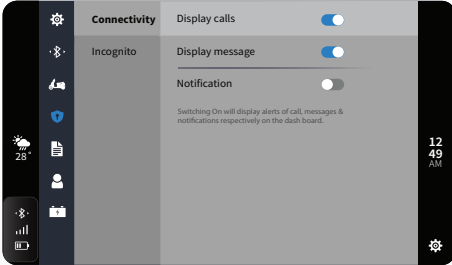 Connectivity
Display calls
Incognito
Display message
Notification
Switching On will display alerts of call, messages &
notifications respectively on the dash board.
28°
12
49
AM